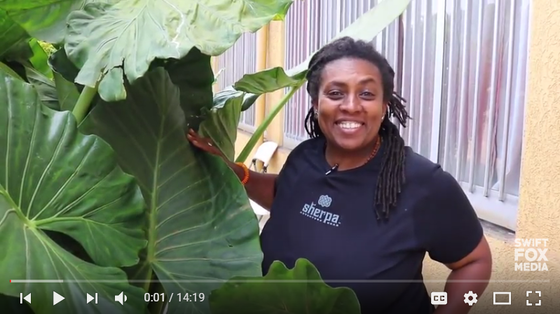 sherpa
SWIFT
FOX
MEDIA
0:01 / 14:19
CC